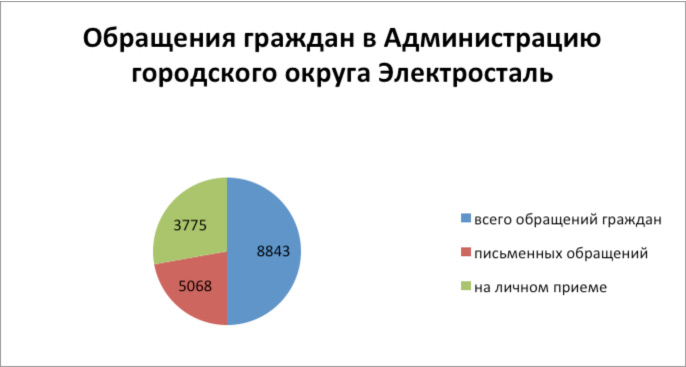 Обращения граждан в Администрацию
городского округа Электросталь
3775
8843
5068
всего обращений граждан
письменных обращений
на личном приеме